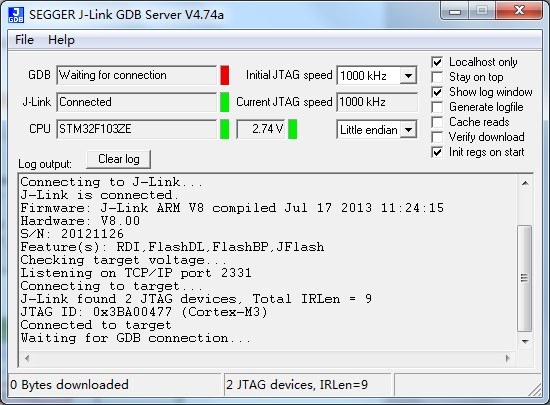 SEGGER J-Link GDB Server V4.74a
File Help
GDB Waiting for connection Initial JTAG speed 1000 kHz
J-Link Connected Current JTAG speed 1000 kHz
CPU STM32F103ZE 2.74 V Little endian
Localhost only
Stay on top
Show log window
Generate logfile
Cache reads
Verify download
Init regs on start
Log output: Clear log
Connecting to J-Link...
J-Link is connected.
Firmware: J-Link ARM V8 compiled Jul 17 2013 11:24:15
Hardware: V8.00
S/N: 20121126
Feature(s): RDI,FlashDL,FlashBP,JFlash
Checking target voltage...
Listening on TCP/IP port 2331
Connecting to target...
J-Link found 2 JTAG devices, Total IRLen = 9
JTAG ID: 0x3BA00477 (Cortex-M3)
Connected to target
Waiting for GDB connection...
0 Bytes downloaded 2 JTAG devices, IRLen=9